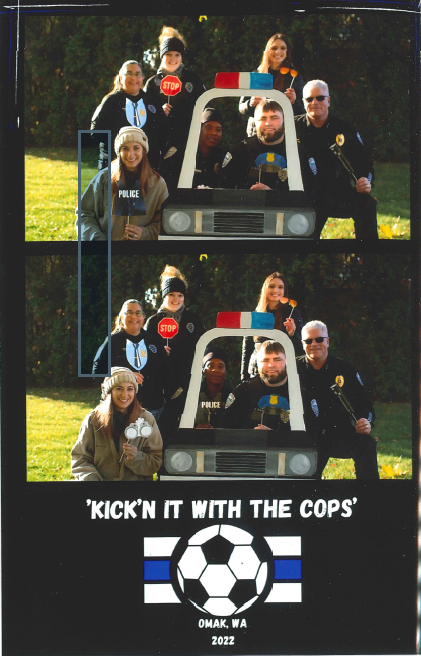 STOP
POLICE
STOP
POLICE
'KICK'N IT WITH THE COPS'
OMAK, WA
2022